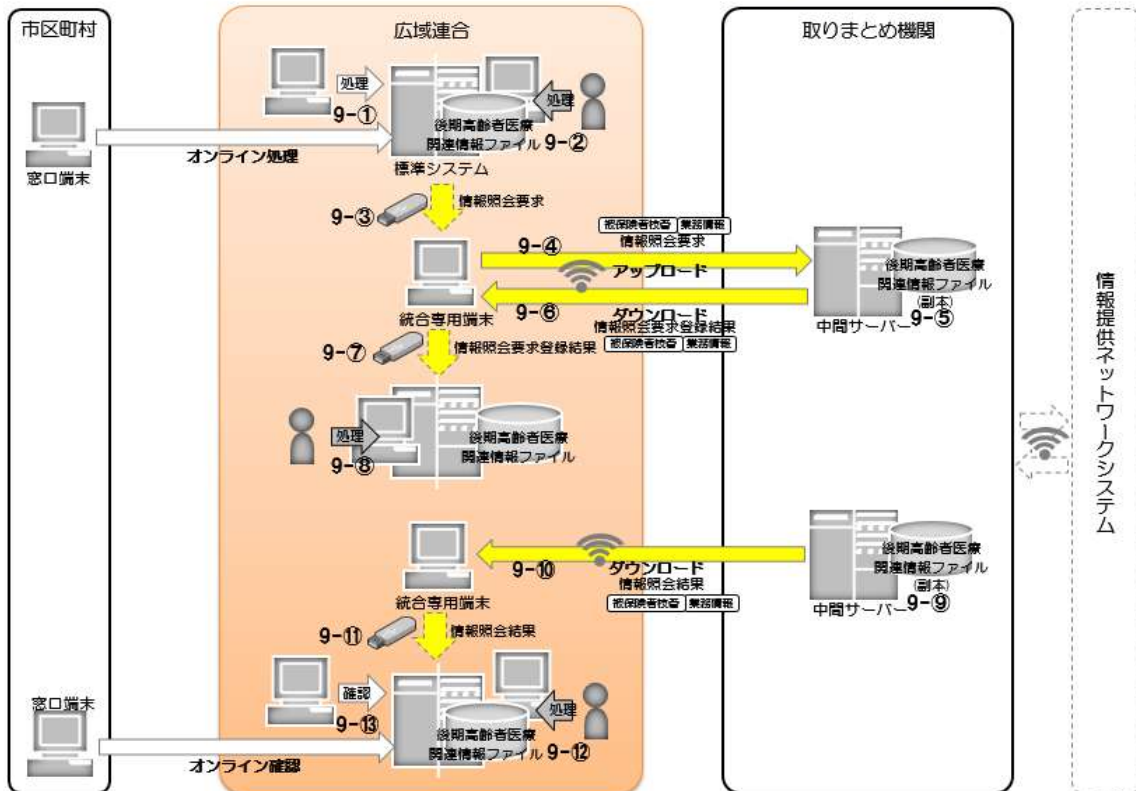 市区町村
広域連合
取りまとめ機関
処理
9-①
後期高齢者医療
関連情報ファイル
処理
9-②
オンライン処理
窓口端末
標準システム
9-③
情報照会要求
9-④
被保険者枝番
業務情報
情報照会要求
アップロード
後期高齢者医療
関連情報ファイル
(副本)
9-⑤
中間サーバー
統合専用端末
9-⑥
ダウンロード
情報照会要求登録結果
被保険者枝番
業務情報
9-⑦
情報照会要求登録結果
処理
9-⑧
後期高齢者医療
関連情報ファイル
情報提供ネットワークシステム
9-⑩
ダウンロード
情報照会結果
被保険者枝番
業務情報
後期高齢者医療
関連情報ファイル
(副本)
9-⑨
中間サーバー
統合専用端末
9-⑪
情報照会結果
窓口端末
確認
9-⑬
後期高齢者医療
関連情報ファイル
処理
9-⑫
オンライン確認
標準システム